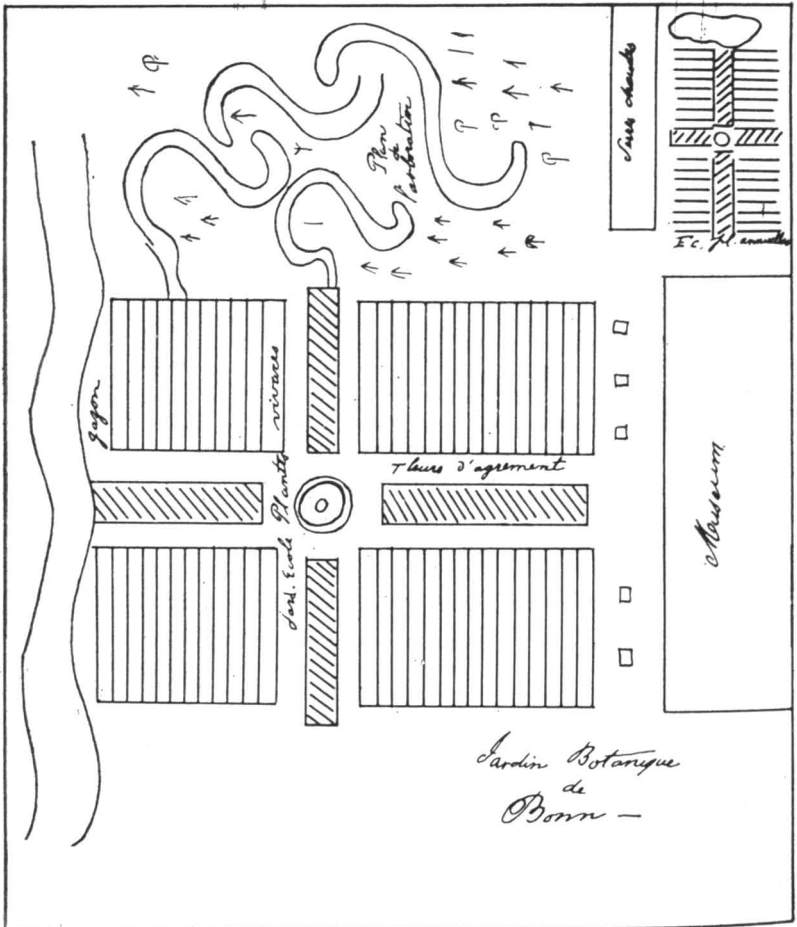 Plan
de
l'arboration
Serres chaudes
Ec. pl. annuelles
gazon
Jard. Ecole Plantes vivaces
Fleurs d'agrement
Museum
Jardin Botanique
de
Bonn —